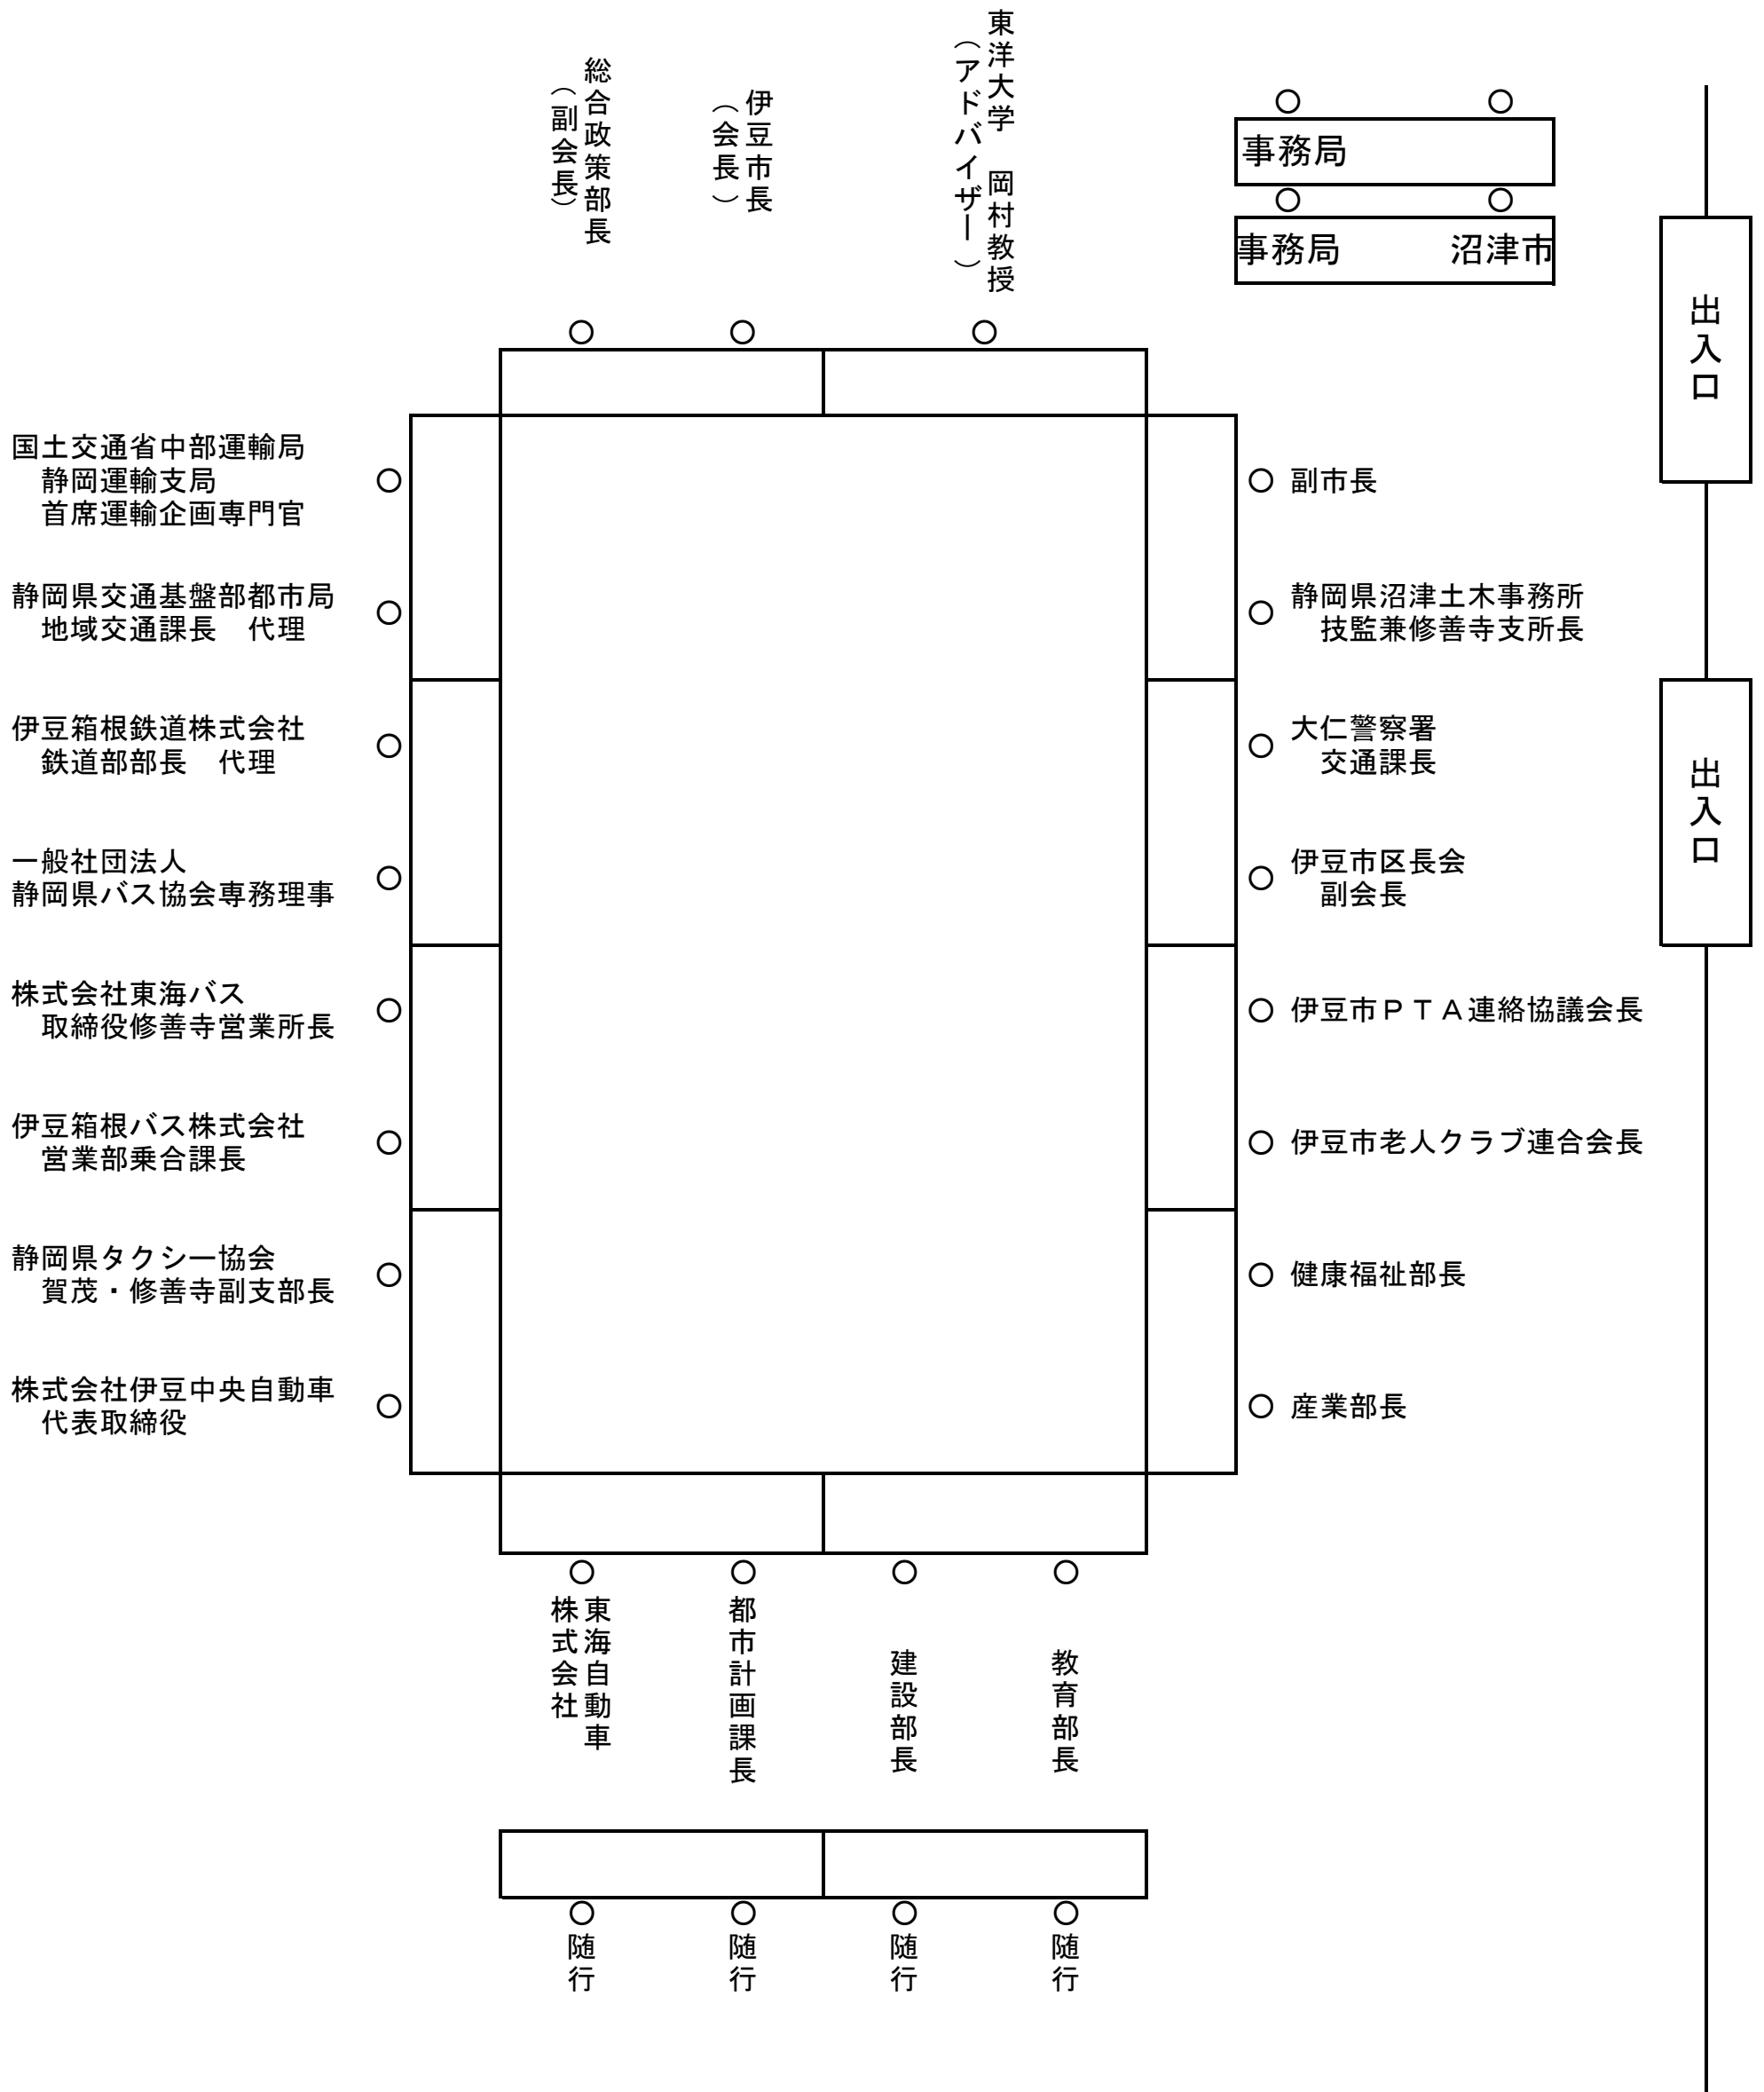 東洋大学　岡村教授
（アドバイザー）
伊豆市長
（会長）
総合政策部長
（副会長）
事務局
事務局　沼津市
出入口
出入口
国土交通省中部運輸局
静岡運輸支局
首席運輸企画専門官
静岡県交通基盤部都市局
地域交通課長　代理
伊豆箱根鉄道株式会社
鉄道部部長　代理
一般社団法人
静岡県バス協会専務理事
株式会社東海バス
取締役修善寺営業所長
伊豆箱根バス株式会社
営業部乗合課長
静岡県タクシー協会
賀茂・修善寺副支部長
株式会社伊豆中央自動車
代表取締役
副市長
静岡県沼津土木事務所
技監兼修善寺支所長
大仁警察署
交通課長
伊豆市区長会
副会長
伊豆市ＰＴＡ連絡協議会長
伊豆市老人クラブ連合会長
健康福祉部長
産業部長
東海自動車
株式会社
都市計画課長
建設部長
教育部長
随行
随行
随行
随行